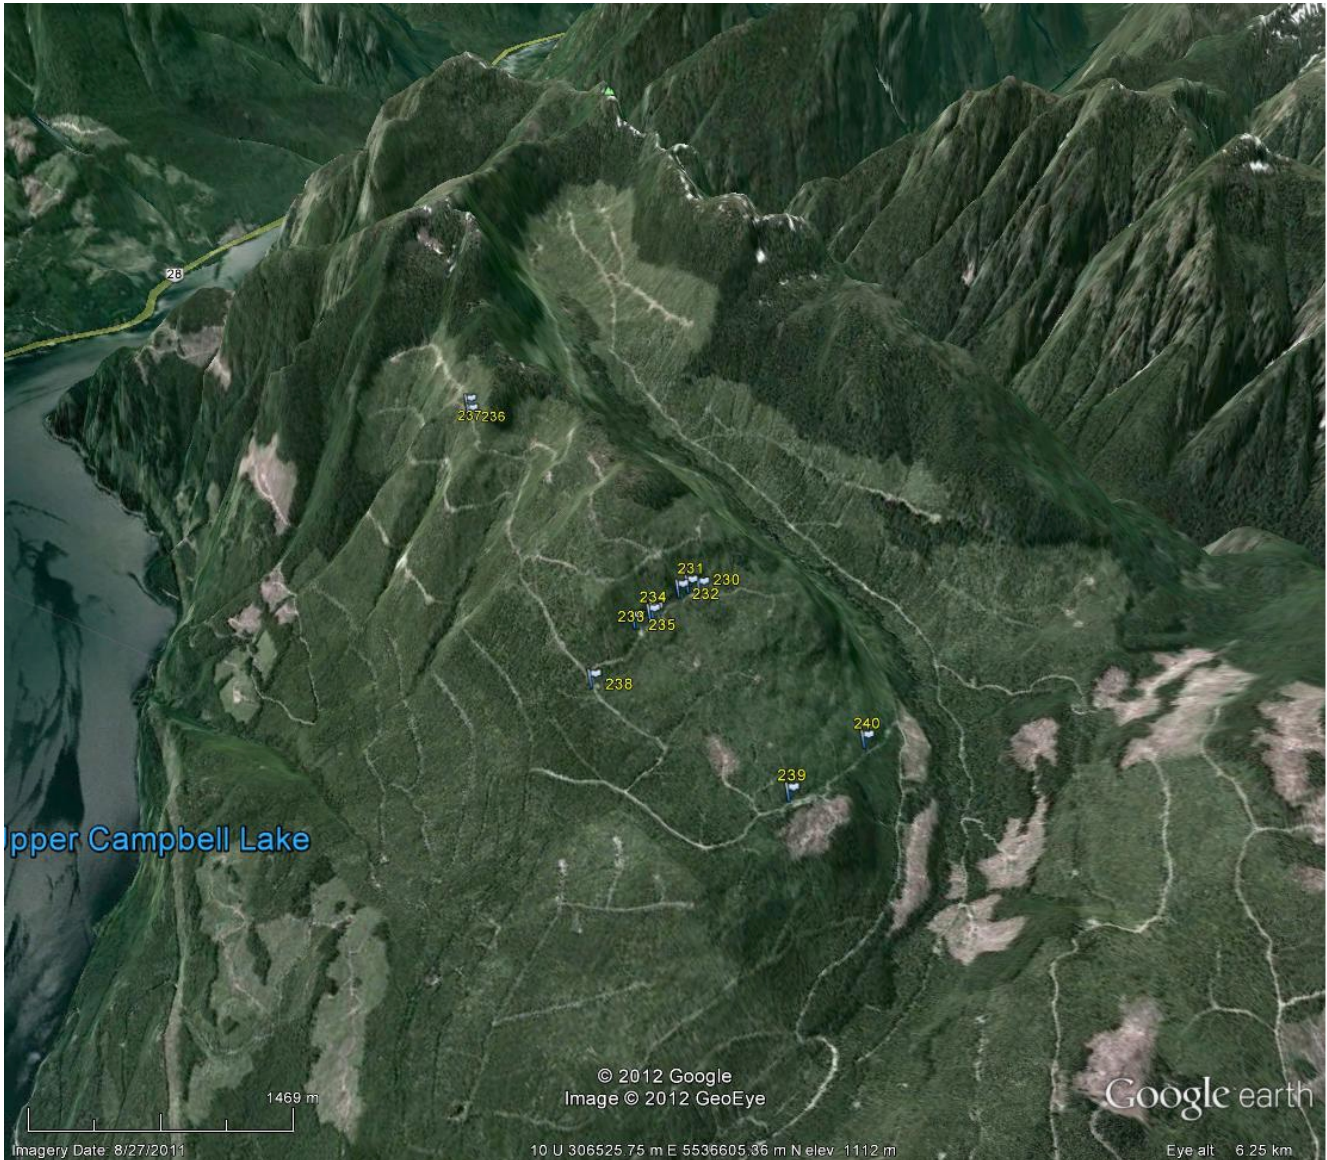 28
237236
231
230
232
234
233
235
238
240
239
Upper Campbell Lake
© 2012 Google
Image © 2012 GeoEye
Google earth
1469 m
Imagery Date: 8/27/2011
10 U 306525.75 m E 5536605.36 m N elev 1112 m
Eye alt 6.25 km